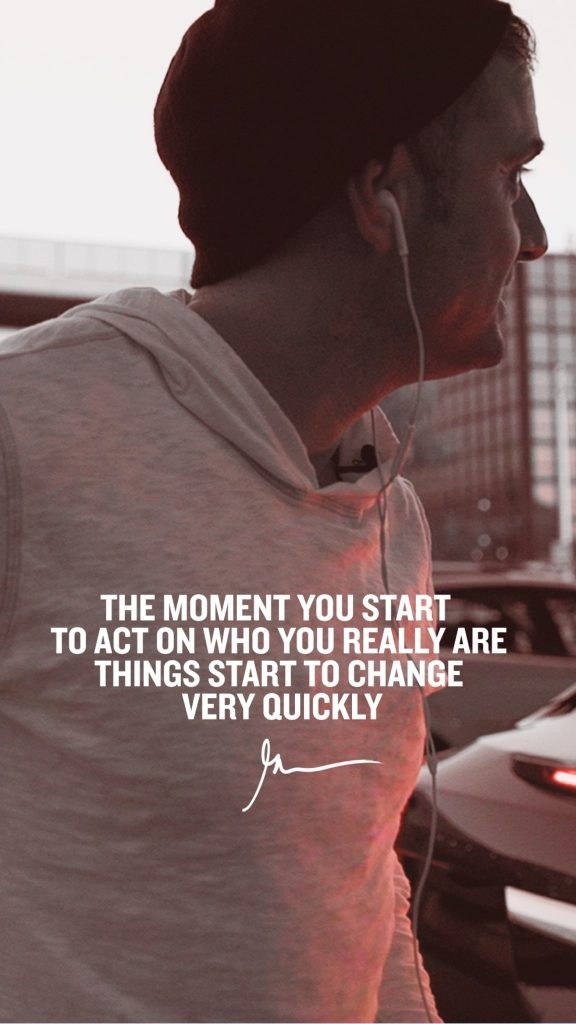 THE MOMENT YOU START
TO ACT ON WHO YOU REALLY ARE
THINGS START TO CHANGE
VERY QUICKLY